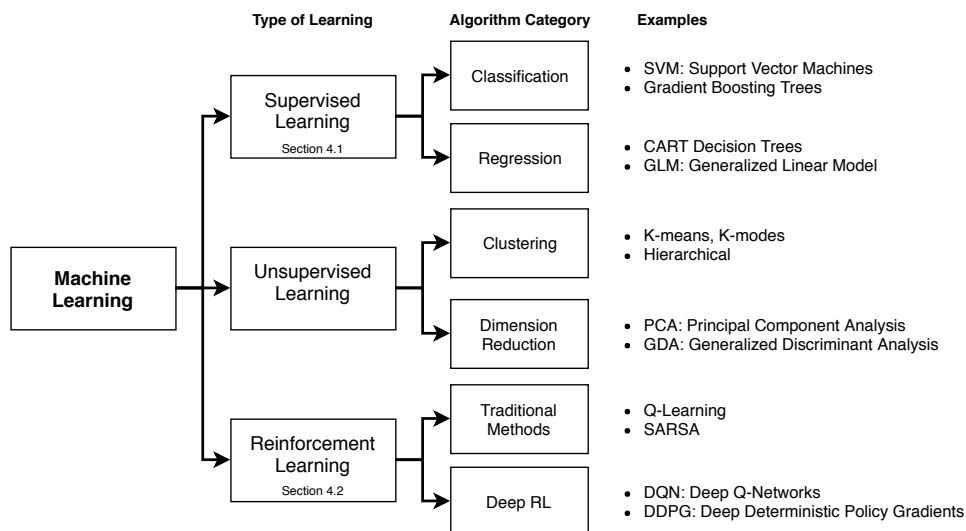 Type of Learning
Algorithm Category
Examples
Machine
Learning
Supervised
Learning
Section 4.1
Classification
• SVM: Support Vector Machines
• Gradient Boosting Trees
Regression
• CART Decision Trees
• GLM: Generalized Linear Model
Unsupervised
Learning
Clustering
• K-means, K-modes
• Hierarchical
Dimension
Reduction
• PCA: Principal Component Analysis
• GDA: Generalized Discriminant Analysis
Reinforcement
Learning
Section 4.2
Traditional
Methods
• Q-Learning
• SARSA
Deep RL
• DQN: Deep Q-Networks
• DDPG: Deep Deterministic Policy Gradients